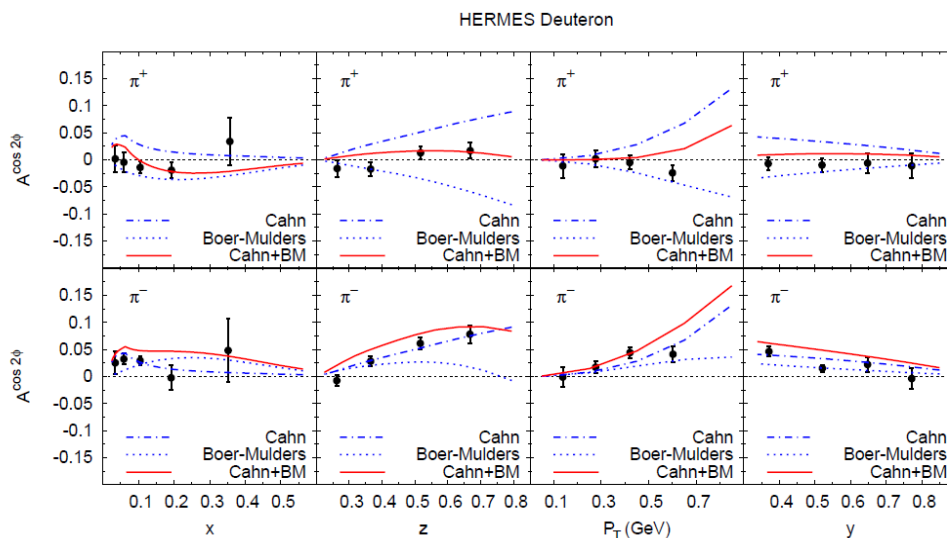 HERMES Deuteron
A^cos 2ϕ
0.15
0.1
0.05
0
-0.05
-0.1
-0.15
π+
Cahn
Boer-Mulders
Cahn+BM
π+
Cahn
Boer-Mulders
Cahn+BM
π+
Cahn
Boer-Mulders
Cahn+BM
π+
Cahn
Boer-Mulders
Cahn+BM
A^cos 2ϕ
0.15
0.1
0.05
0
-0.05
-0.1
-0.15
π−
Cahn
Boer-Mulders
Cahn+BM
π−
Cahn
Boer-Mulders
Cahn+BM
π−
Cahn
Boer-Mulders
Cahn+BM
π−
Cahn
Boer-Mulders
Cahn+BM
0.1 0.2 0.3 0.4 0.5
0.3 0.4 0.5 0.6 0.7 0.8
0.1 0.3 0.5 0.7
0.4 0.5 0.6 0.7 0.8
x
z
P_T (GeV)
y